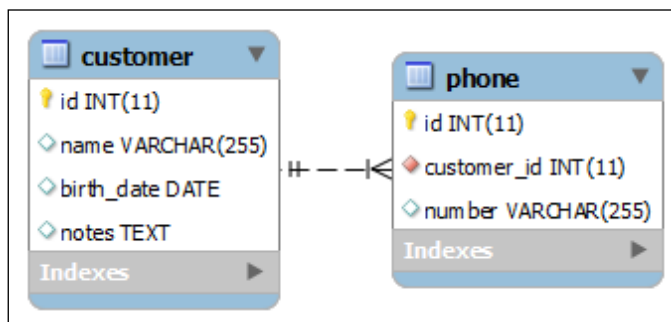 customer
id INT(11)
name VARCHAR(255)
birth_date DATE
notes TEXT
Indexes
phone
id INT(11)
customer_id INT(11)
number VARCHAR(255)
Indexes